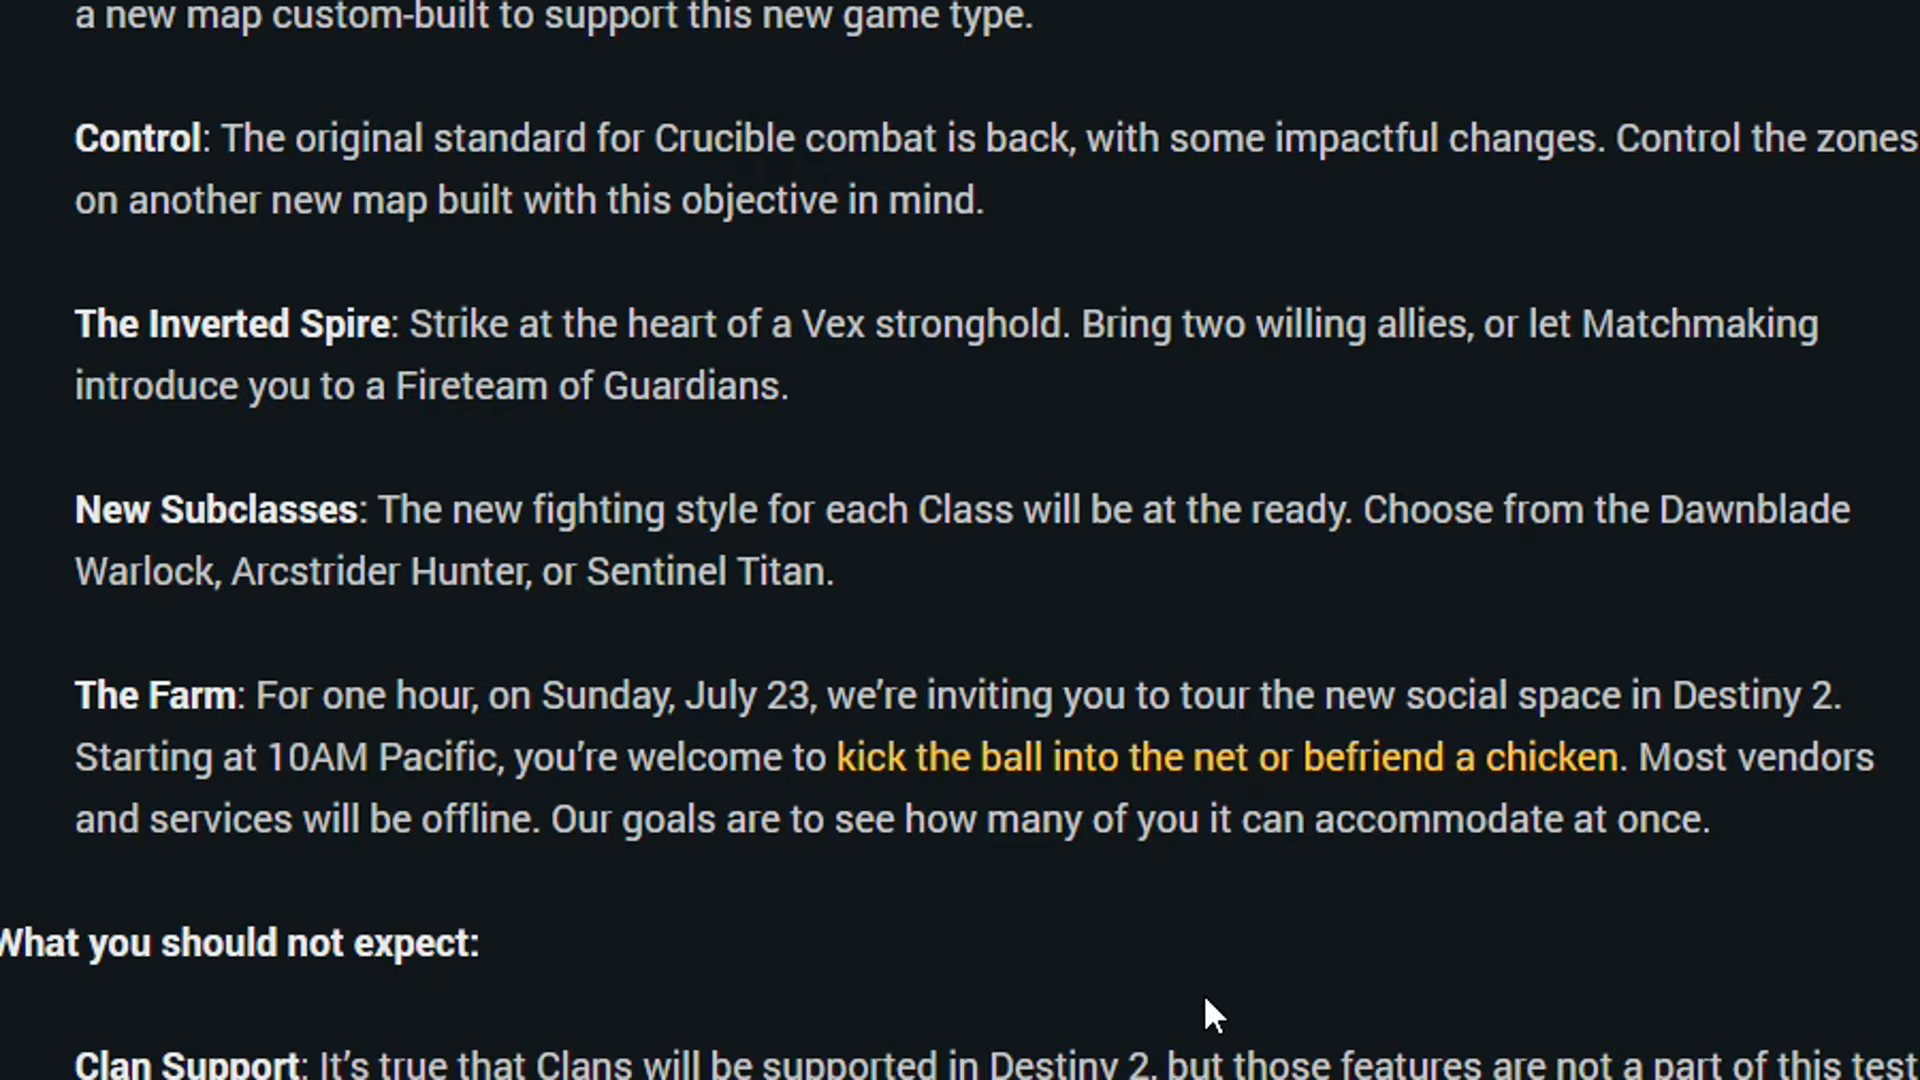 a new map custom-built to support this new game type.
Control: The original standard for Crucible combat is back, with some impactful changes. Control the zones
on another new map built with this objective in mind.
The Inverted Spire: Strike at the heart of a Vex stronghold. Bring two willing allies, or let Matchmaking
introduce you to a Fireteam of Guardians.
New Subclasses: The new fighting style for each Class will be at the ready. Choose from the Dawnblade
Warlock, Arcstrider Hunter, or Sentinel Titan.
The Farm: For one hour, on Sunday, July 23, we’re inviting you to tour the new social space in Destiny 2.
Starting at 10AM Pacific, you’re welcome to kick the ball into the net or befriend a chicken. Most vendors
and services will be offline. Our goals are to see how many of you it can accommodate at once.
What you should not expect:
Clan Support: It’s true that Clans will be supported in Destiny 2, but those features are not a part of this test